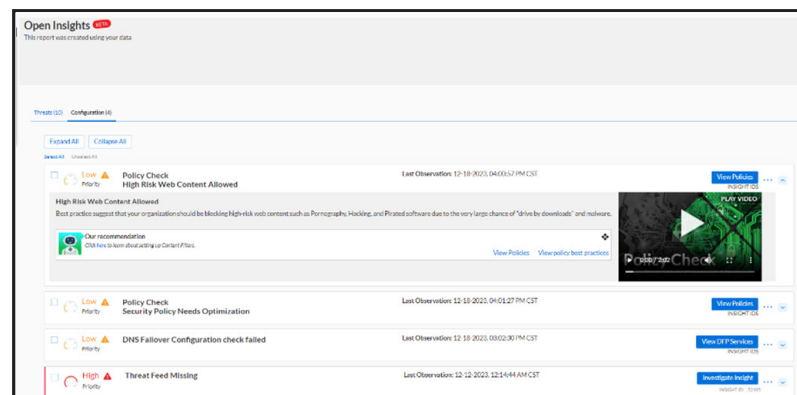 Open Insights BETA
This report was created using your data
Threats (10) Configuration (4)
Expand All Collapse All
Select All Unselect All
Low Policy Check Last Observation: 12-18-2023, 04:00:57 PM CST View Policies
Priority High Risk Web Content Allowed INSIGHT IDS
High Risk Web Content Allowed PLAY VIDEO
Best practice suggest that your organization should be blocking high-risk web content such as Pornography, Hacking, and Pirated software due to the very large chance of "drive by downloads" and malware.
Our recommendation
Click here to learn about setting up Content Filters.
View Policies View policy best practices
Policy Check
0:00 / 2:02
Low Policy Check Last Observation: 12-18-2023, 04:01:27 PM CST View Policies
Priority Security Policy Needs Optimization INSIGHT IDS
Low DNS Failover Configuration check failed Last Observation: 12-18-2023, 03:02:30 PM CST View DFP Services
Priority INSIGHT IDS
High Threat Feed Missing Last Observation: 12-12-2023, 12:14:44 AM CST Investigate Insight
Priority INSIGHT ID